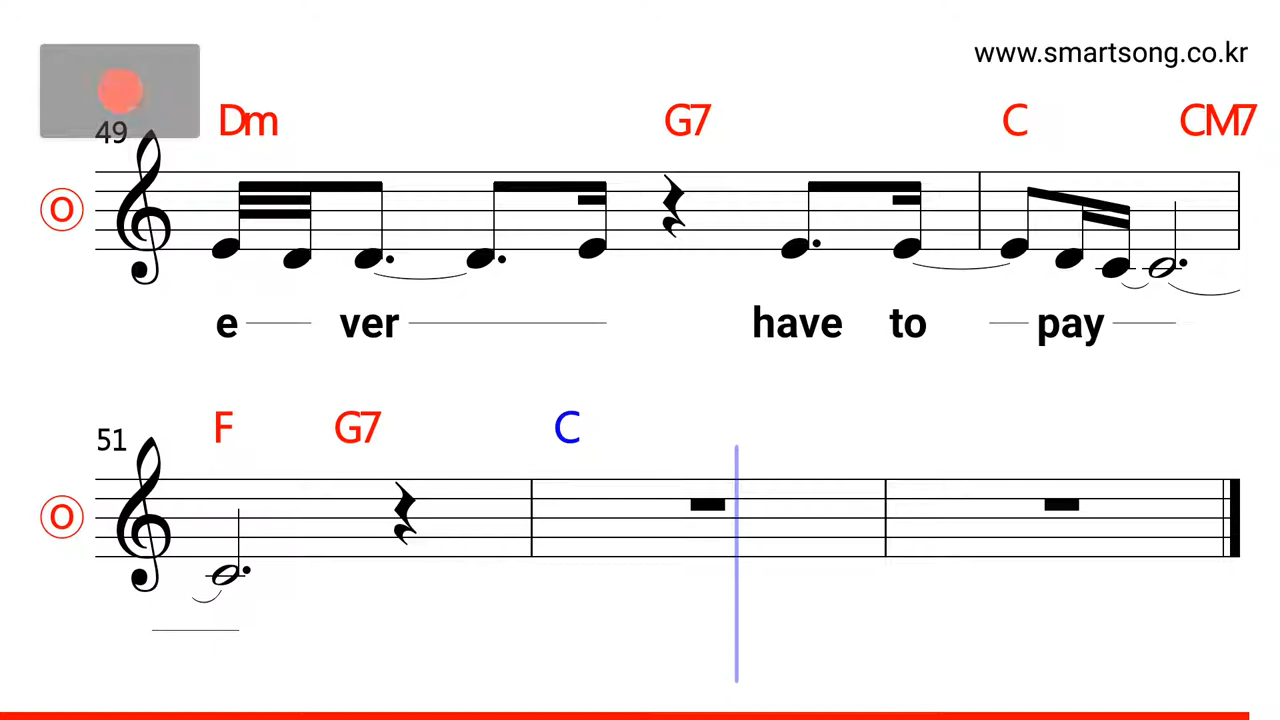 www.smartsong.co.kr
Dm G7 C CM7
49
O
e ver have to pay
F G7 C
51
O